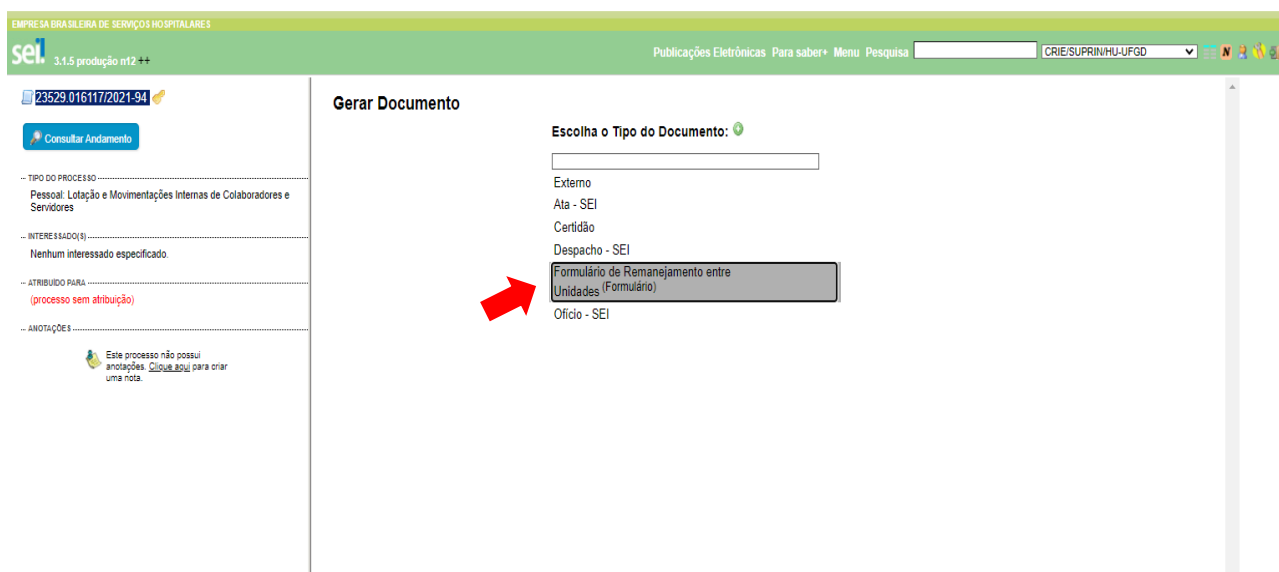 EMPRESA BRASILEIRA DE SERVIÇOS HOSPITALARES
sei! 3.1.5 produção n12 ++
Publicações Eletrônicas Para saber+ Menu Pesquisa CRIE/SUPRIN/HU-UFGD N
23529.016117/2021-94
Consultar Andamento
TIPO DO PROCESSO
Pessoal: Lotação e Movimentações Internas de Colaboradores e
Servidores
INTERESSADO(S)
Nenhum interessado especificado.
ATRIBUIDO PARA
(processo sem atribuição)
ANOTAÇÕES
Este processo não possui
anotações. Clique aqui para criar
uma nota.
Gerar Documento
Escolha o Tipo do Documento:
Externo
Ata - SEI
Certidão
Despacho - SEI
Formulário de Remanejamento entre
Unidades (Formulário)
Ofício - SEI